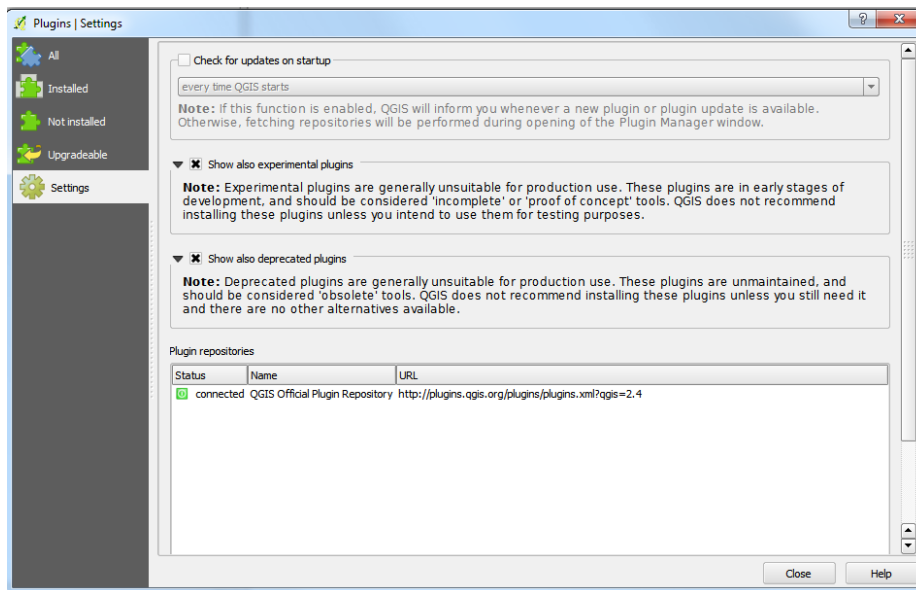 Plugins | Settings
All
Installed
Not installed
Upgradeable
Settings
Check for updates on startup
every time QGIS starts
Note: If this function is enabled, QGIS will inform you whenever a new plugin or plugin update is available.
Otherwise, fetching repositories will be performed during opening of the Plugin Manager window.
Show also experimental plugins
Note: Experimental plugins are generally unsuitable for production use. These plugins are in early stages of
development, and should be considered 'incomplete' or 'proof of concept' tools. QGIS does not recommend
installing these plugins unless you intend to use them for testing purposes.
Show also deprecated plugins
Note: Deprecated plugins are generally unsuitable for production use. These plugins are unmaintained, and
should be considered 'obsolete' tools. QGIS does not recommend installing these plugins unless you still need it
and there are no other alternatives available.
Plugin repositories
Status Name URL
connected QGIS Official Plugin Repository http://plugins.qgis.org/plugins/plugins.xml?qgis=2.4
Close Help